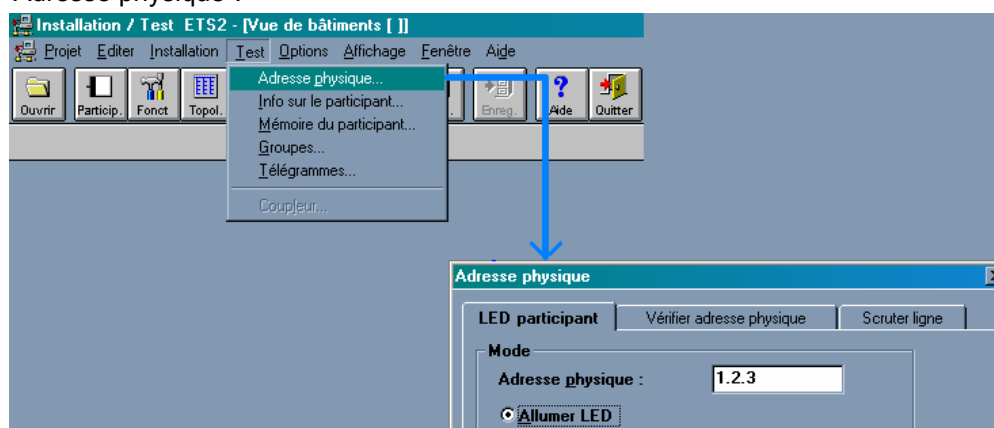 Adresse physique :
Installation / Test ETS2 - [Vue de bâtiments [ ]]
Projet Editer Installation Test Options Affichage Fenêtre Aide
Ouvrir Particip. Fonct Topol. Enreg. Aide Quitter
Adresse physique...
Info sur le participant...
Mémoire du participant...
Groupes...
Télégrammes...
Coupleur...
Adresse physique
LED participant Vérifier adresse physique Scruter ligne
Mode
Adresse physique : 1.2.3
Allumer LED